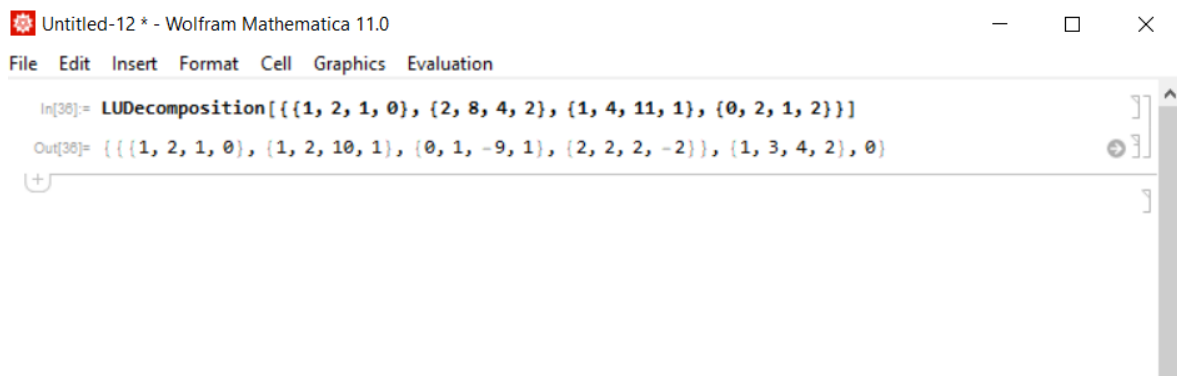 Untitled-12 * - Wolfram Mathematica 11.0
File Edit Insert Format Cell Graphics Evaluation
In[36]:= LUDecomposition[{{1, 2, 1, 0}, {2, 8, 4, 2}, {1, 4, 11, 1}, {0, 2, 1, 2}}]
Out[36]= {{{1, 2, 1, 0}, {1, 2, 10, 1}, {0, 1, -9, 1}, {2, 2, 2, -2}}, {1, 3, 4, 2}, 0}